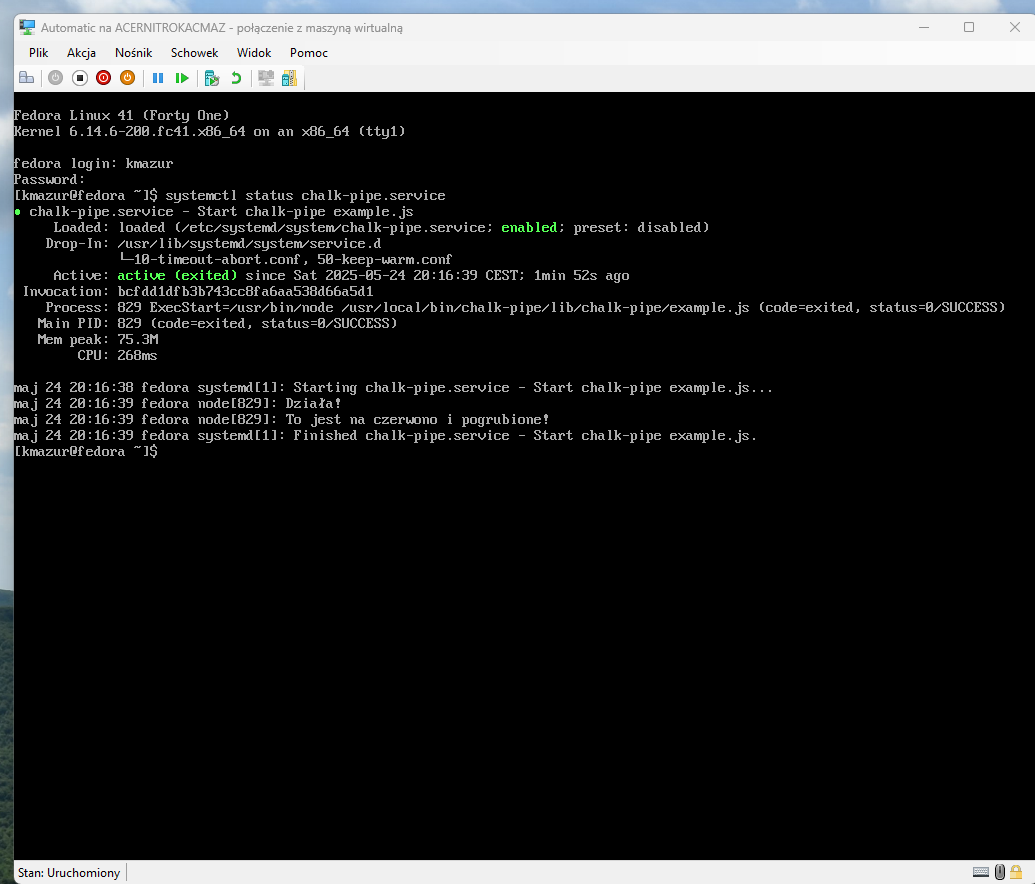 Automatic na ACERNITROKACMAZ - połączenie z maszyną wirtualną
Plik Akcja Nośnik Schowek Widok Pomoc
Fedora Linux 41 (Forty One)
Kernel 6.14.6-200.fc41.x86_64 on an x86_64 (tty1)
fedora login: kmazur
Password:
[kmazur@fedora ~]$ systemctl status chalk-pipe.service
● chalk-pipe.service - Start chalk-pipe example.js
Loaded: loaded (/etc/systemd/system/chalk-pipe.service; enabled; preset: disabled)
Drop-In: /usr/lib/systemd/system/service.d
└─10-timeout-abort.conf, 50-keep-warm.conf
Active: active (exited) since Sat 2025-05-24 20:16:39 CEST; 1min 52s ago
Invocation: bcfdd1dfb3b743cc8fa6aa538d66a5d1
Process: 829 ExecStart=/usr/bin/node /usr/local/bin/chalk-pipe/lib/chalk-pipe/example.js (code=exited, status=0/SUCCESS)
Main PID: 829 (code=exited, status=0/SUCCESS)
Mem peak: 75.3M
CPU: 268ms
maj 24 20:16:38 fedora systemd[1]: Starting chalk-pipe.service - Start chalk-pipe example.js...
maj 24 20:16:39 fedora node[829]: Działa!
maj 24 20:16:39 fedora node[829]: To jest na czerwono i pogrubione!
maj 24 20:16:39 fedora systemd[1]: Finished chalk-pipe.service - Start chalk-pipe example.js.
[kmazur@fedora ~]$
Stan: Uruchomiony